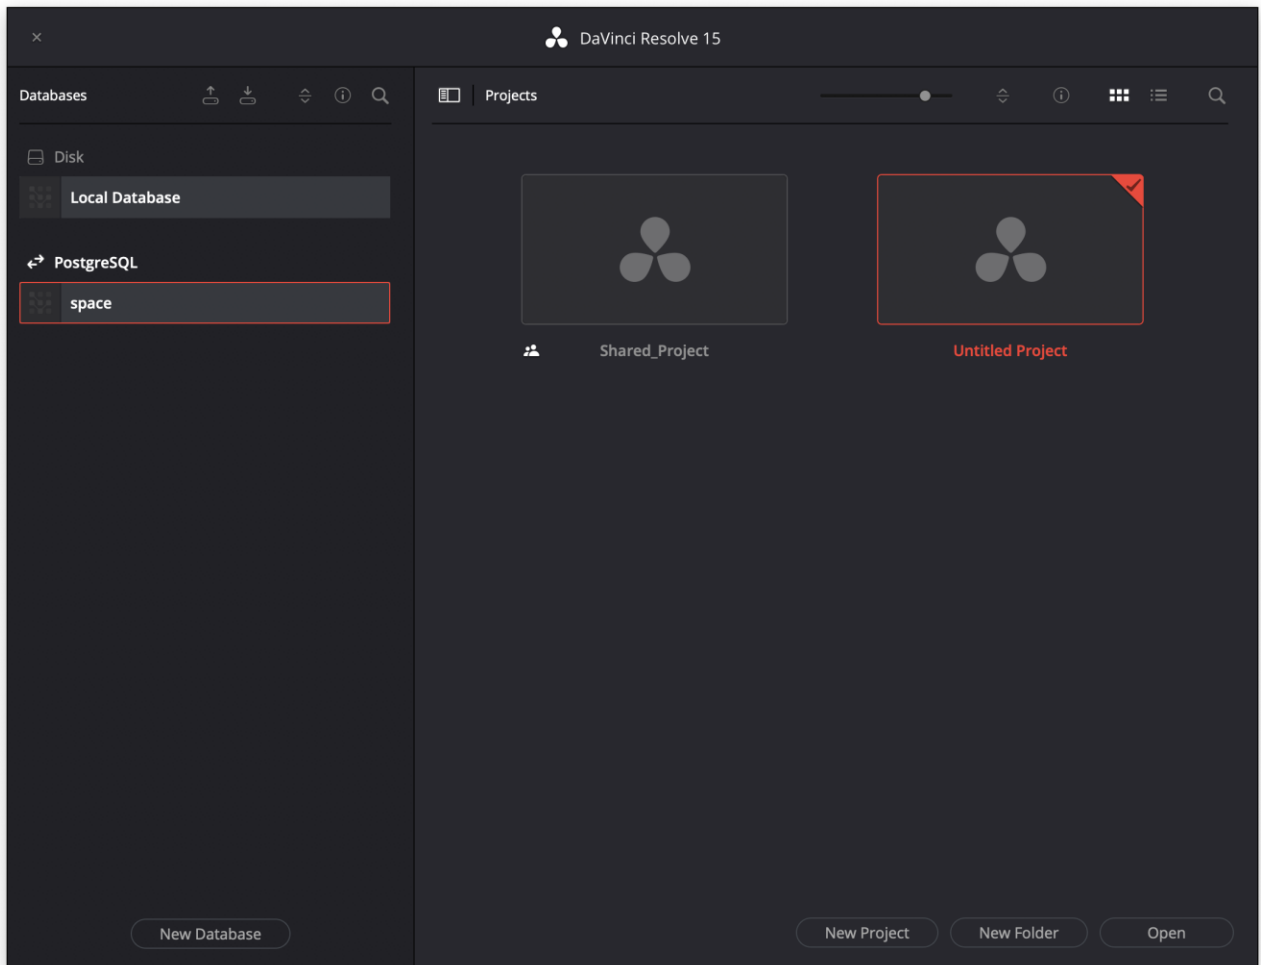 DaVinci Resolve 15
Databases
Projects
Disk
Local Database
PostgreSQL
space
Shared_Project
Untitled Project
New Database
New Project
New Folder
Open